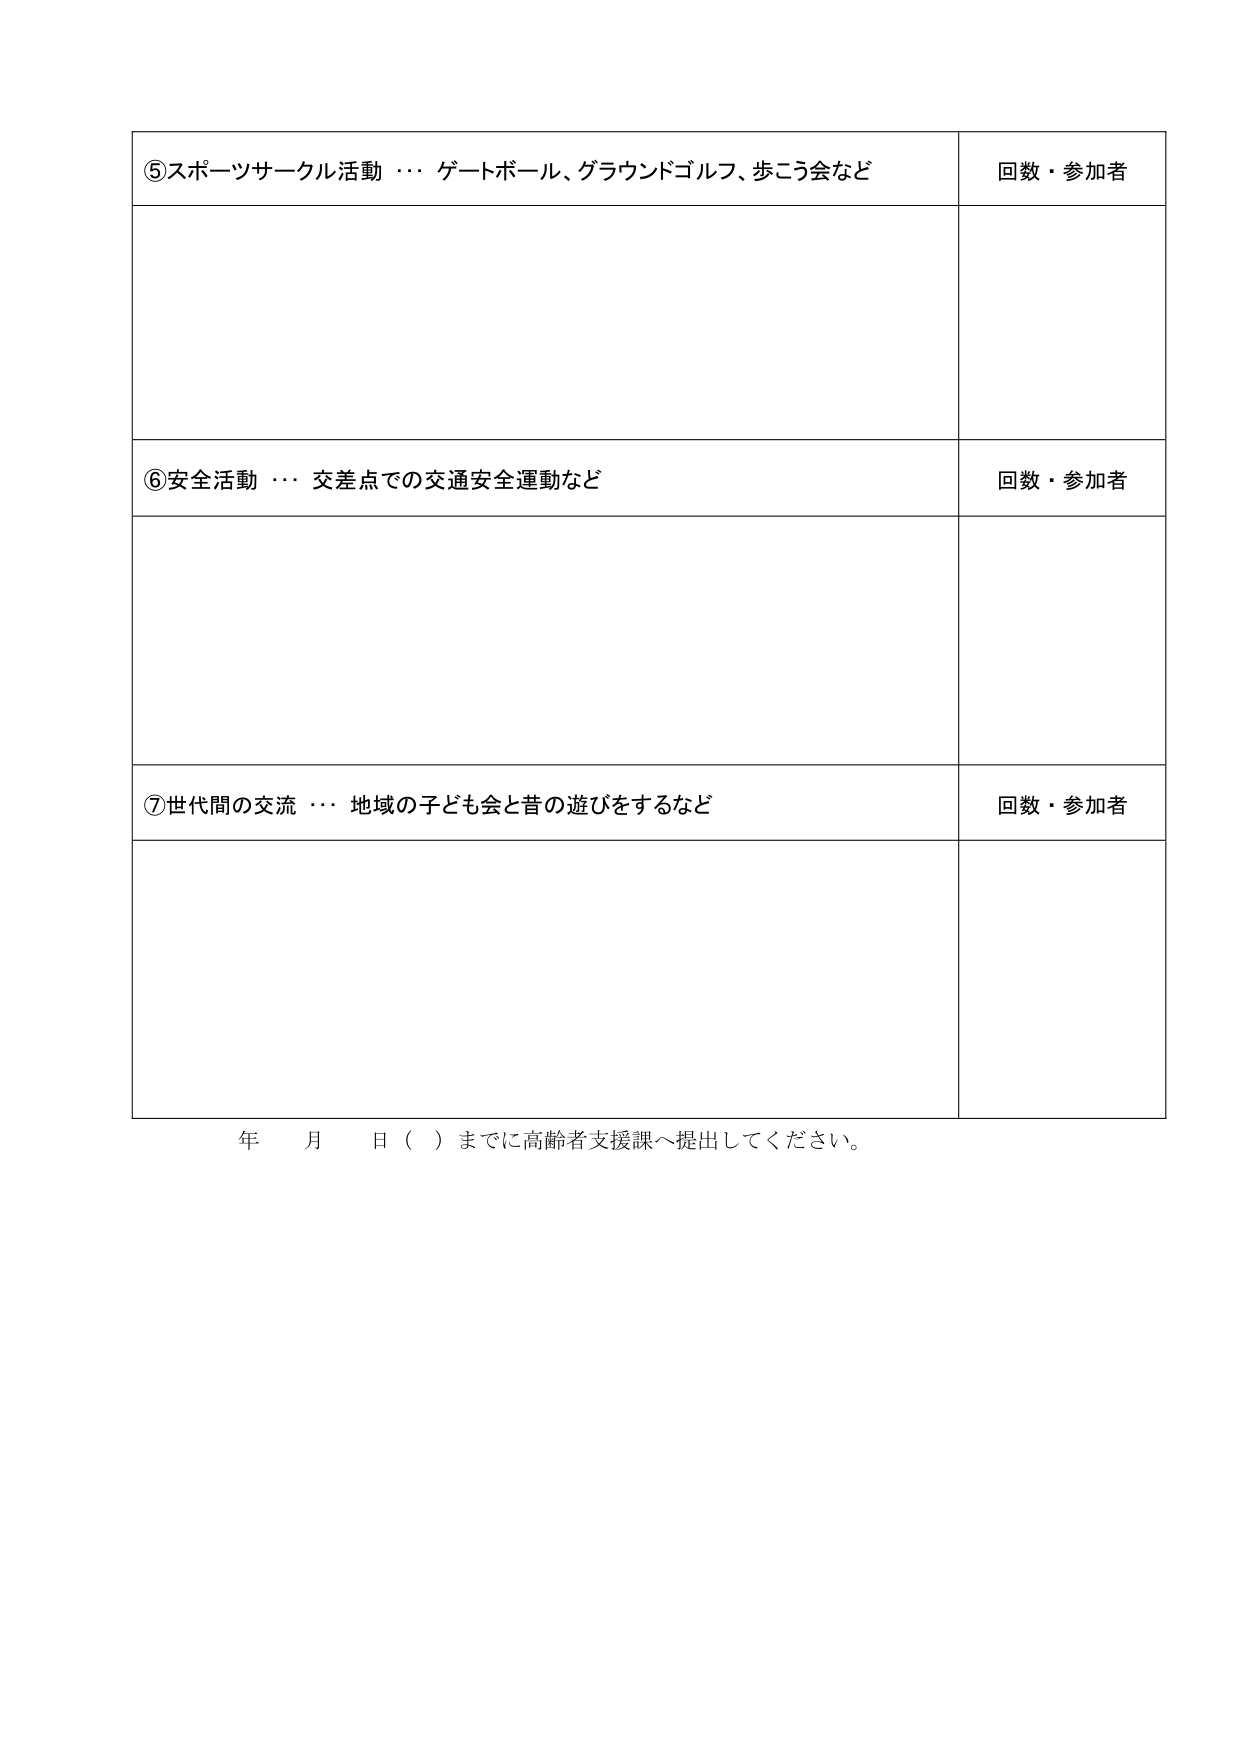 ⑤スポーツサークル活動 … ゲートボール、グラウンドゴルフ、歩こう会など 回数・参加者
⑥安全活動 … 交差点での交通安全運動など 回数・参加者
⑦世代間の交流 … 地域の子ども会と昔の遊びをするなど 回数・参加者
年　　月　　日（　）までに高齢者支援課へ提出してください。